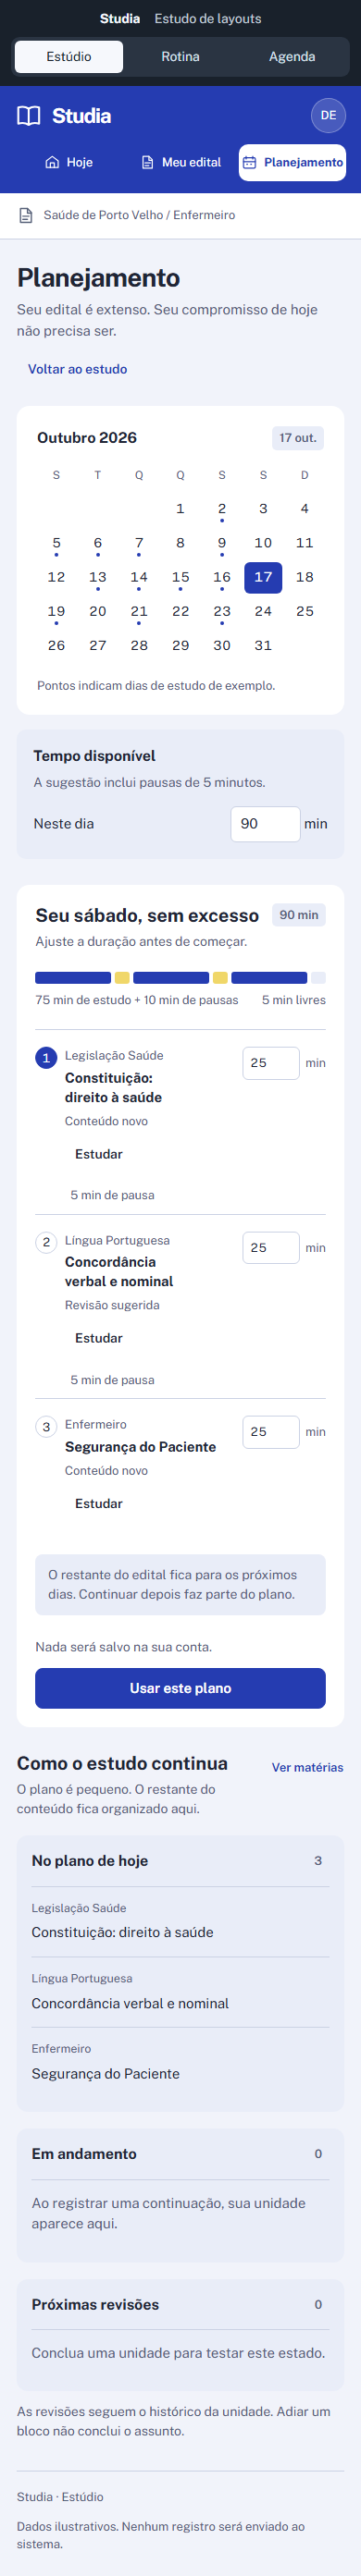 Studia Estudo de layouts
Estúdio Rotina Agenda
Studia DE
Hoje Meu edital Planejamento
Saúde de Porto Velho / Enfermeiro
Planejamento
Seu edital é extenso. Seu compromisso de hoje
não precisa ser.
Voltar ao estudo
Outubro 2026 17 out.
S T Q Q S S D
1 2 3 4
5 6 7 8 9 10 11
12 13 14 15 16 17 18
19 20 21 22 23 24 25
26 27 28 29 30 31
Pontos indicam dias de estudo de exemplo.
Tempo disponível
A sugestão inclui pausas de 5 minutos.
Neste dia 90 min
Seu sábado, sem excesso 90 min
Ajuste a duração antes de começar.
75 min de estudo + 10 min de pausas 5 min livres
1 Legislação Saúde 25 min
Constituição:
direito à saúde
Conteúdo novo
Estudar
5 min de pausa
2 Língua Portuguesa 25 min
Concordância
verbal e nominal
Revisão sugerida
Estudar
5 min de pausa
3 Enfermeiro 25 min
Segurança do Paciente
Conteúdo novo
Estudar
O restante do edital fica para os próximos
dias. Continuar depois faz parte do plano.
Nada será salvo na sua conta.
Usar este plano
Como o estudo continua Ver matérias
O plano é pequeno. O restante do
conteúdo fica organizado aqui.
No plano de hoje 3
Legislação Saúde
Constituição: direito à saúde
Língua Portuguesa
Concordância verbal e nominal
Enfermeiro
Segurança do Paciente
Em andamento 0
Ao registrar uma continuação, sua unidade
aparece aqui.
Próximas revisões 0
Conclua uma unidade para testar este estado.
As revisões seguem o histórico da unidade. Adiar um
bloco não conclui o assunto.
Studia · Estúdio
Dados ilustrativos. Nenhum registro será enviado ao
sistema.